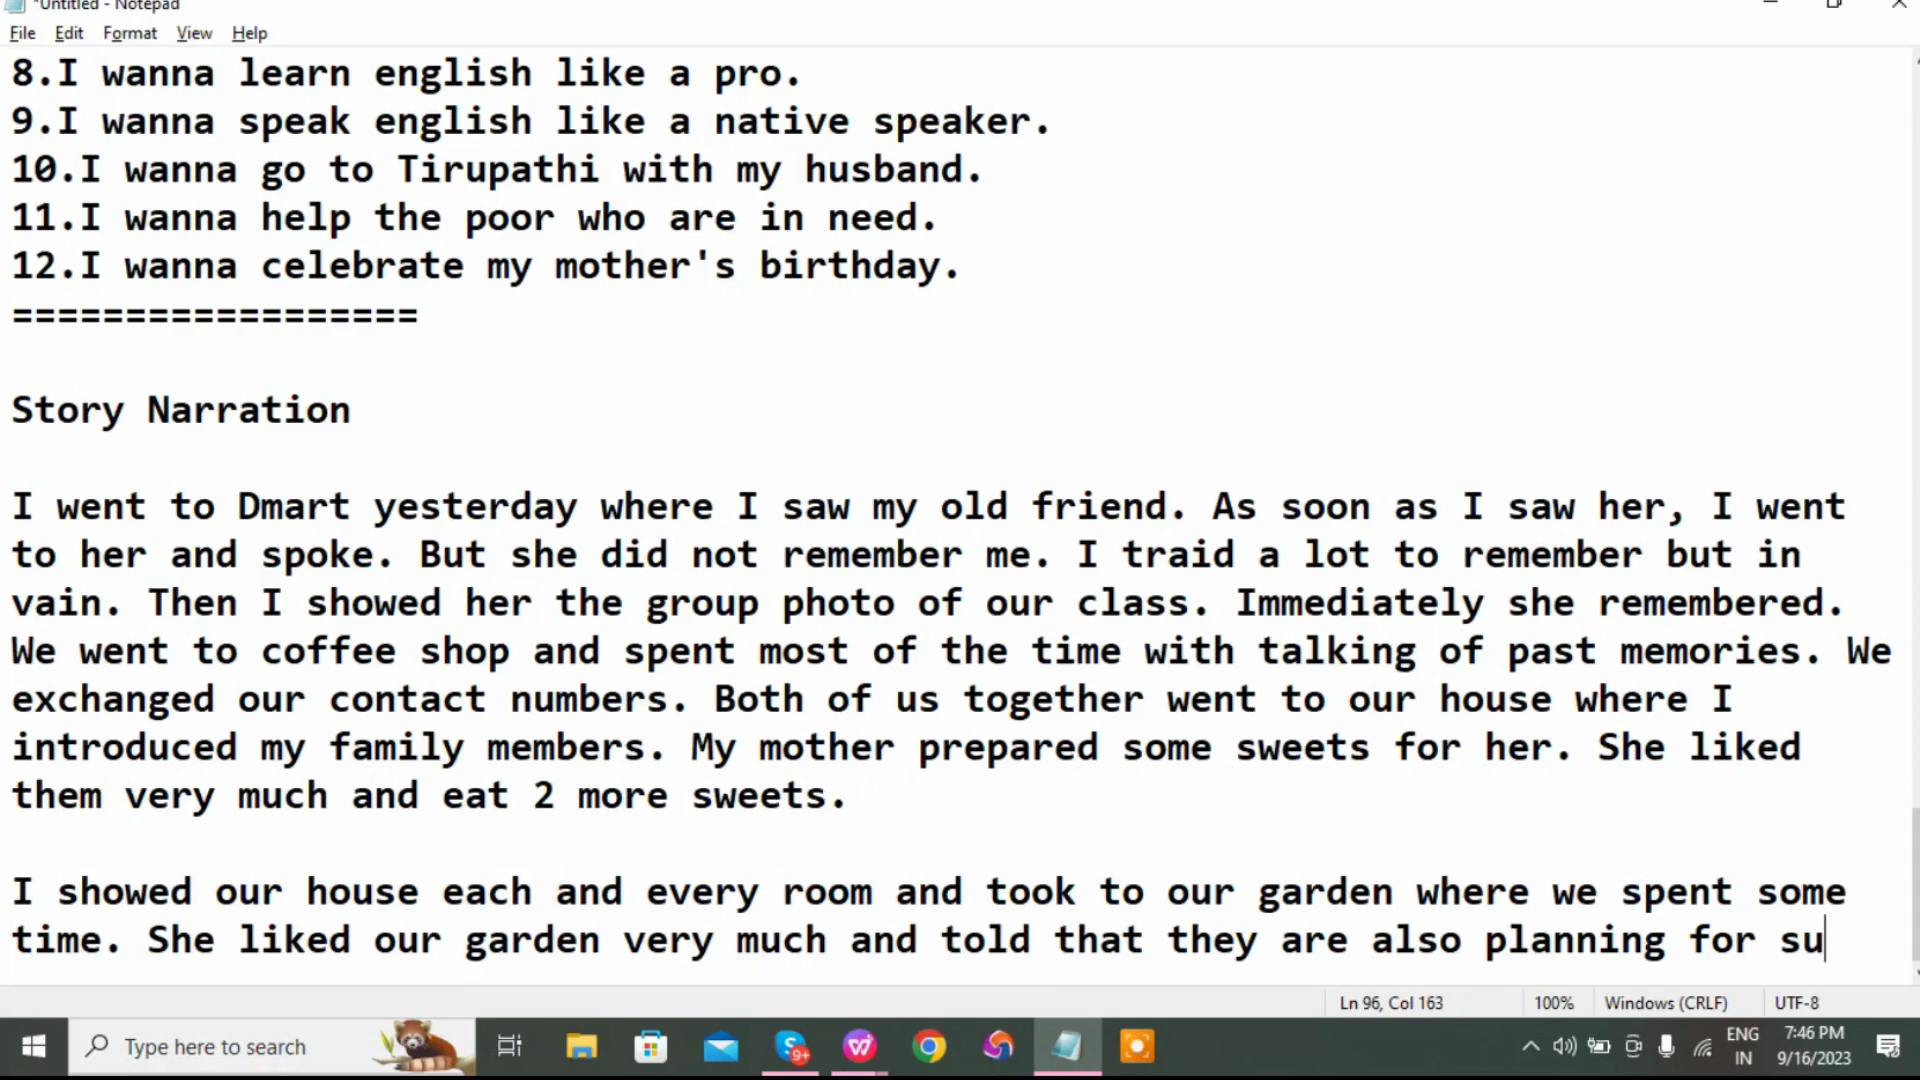 *Untitled - Notepad
File Edit Format View Help
8.I wanna learn english like a pro.
9.I wanna speak english like a native speaker.
10.I wanna go to Tirupathi with my husband.
11.I wanna help the poor who are in need.
12.I wanna celebrate my mother's birthday.
==================
Story Narration
I went to Dmart yesterday where I saw my old friend. As soon as I saw her, I went
to her and spoke. But she did not remember me. I traid a lot to remember but in
vain. Then I showed her the group photo of our class. Immediately she remembered.
We went to coffee shop and spent most of the time with talking of past memories. We
exchanged our contact numbers. Both of us together went to our house where I
introduced my family members. My mother prepared some sweets for her. She liked
them very much and eat 2 more sweets.
I showed our house each and every room and took to our garden where we spent some
time. She liked our garden very much and told that they are also planning for su
Ln 96, Col 163 100% Windows (CRLF) UTF-8
Type here to search
S 9+
ENG 7:46 PM
IN 9/16/2023